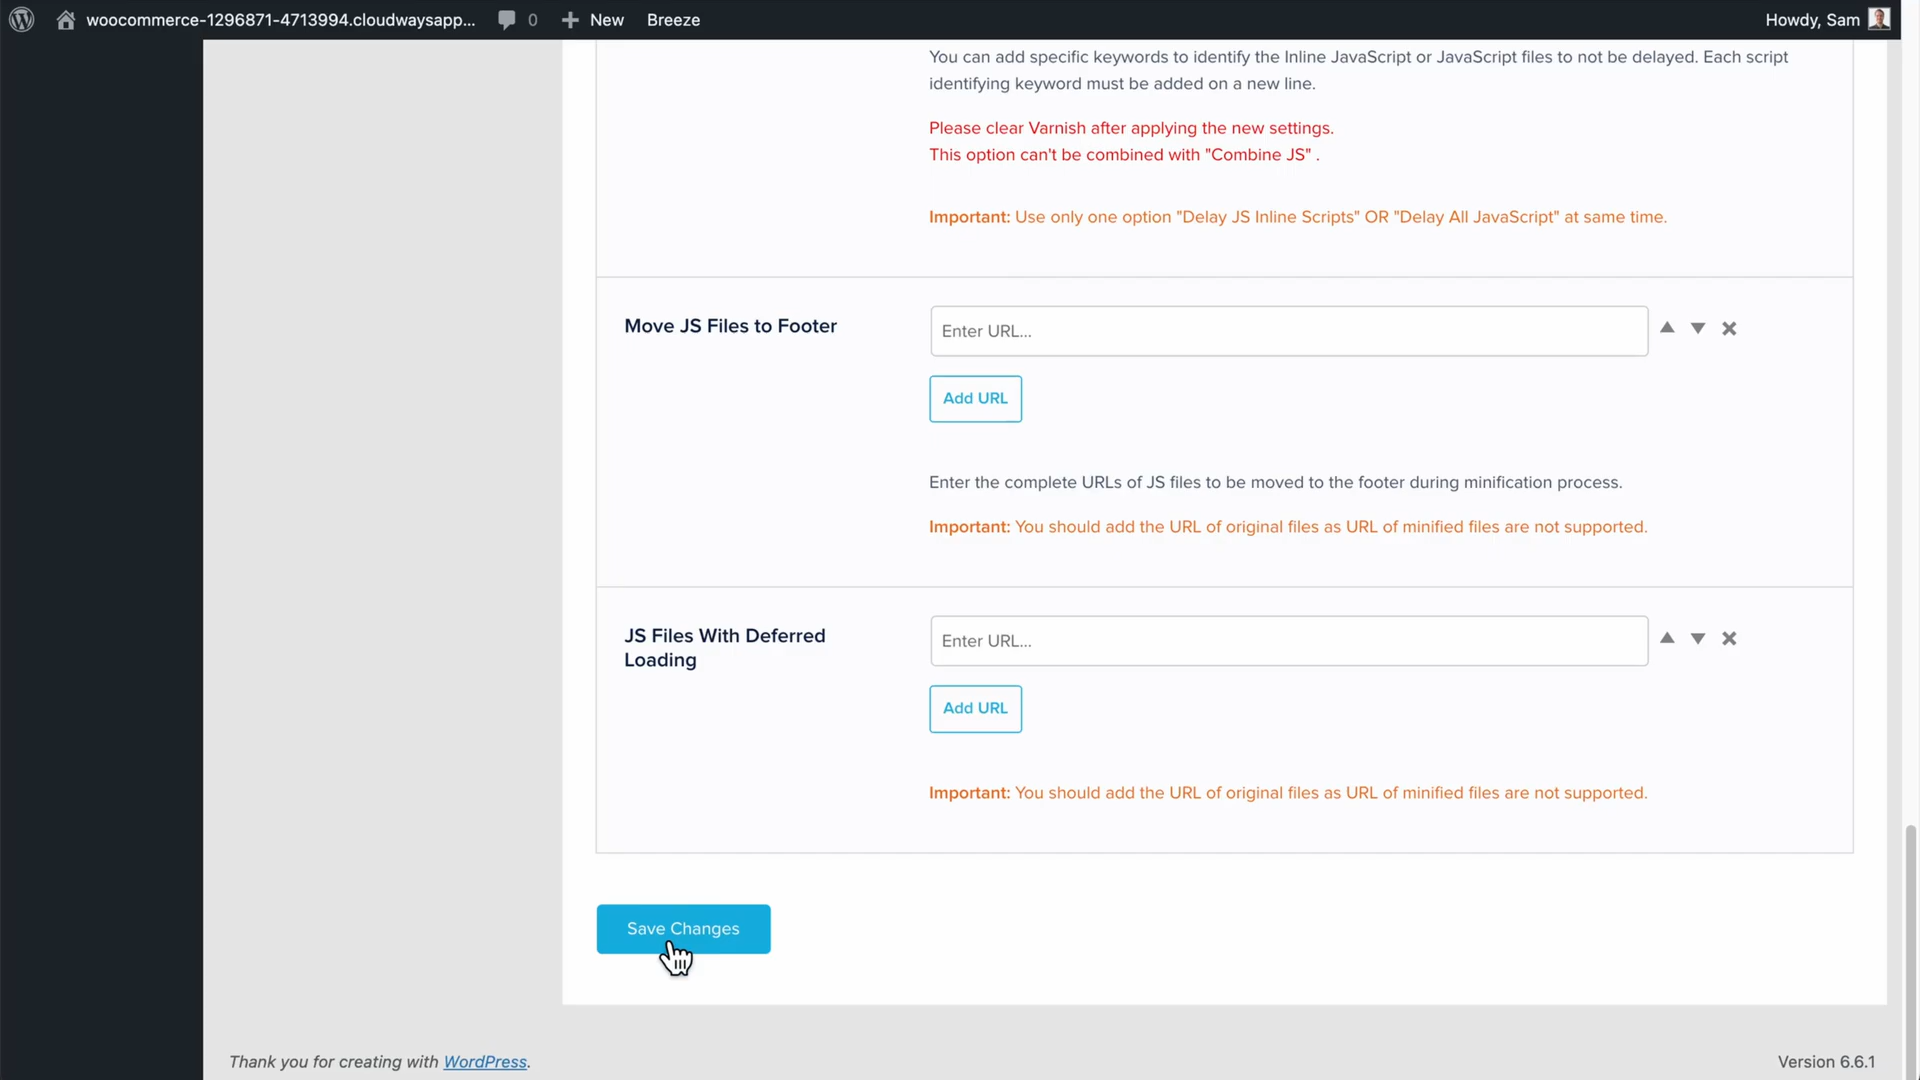 woocommerce-1296871-4713994.cloudwaysapp... 0 New Breeze Howdy, Sam
You can add specific keywords to identify the Inline JavaScript or JavaScript files to not be delayed. Each script
identifying keyword must be added on a new line.
Please clear Varnish after applying the new settings.
This option can't be combined with "Combine JS" .
Important: Use only one option "Delay JS Inline Scripts" OR "Delay All JavaScript" at same time.
Move JS Files to Footer
Enter URL...
Add URL
Enter the complete URLs of JS files to be moved to the footer during minification process.
Important: You should add the URL of original files as URL of minified files are not supported.
JS Files With Deferred
Loading
Enter URL...
Add URL
Important: You should add the URL of original files as URL of minified files are not supported.
Save Changes
Thank you for creating with WordPress.
Version 6.6.1